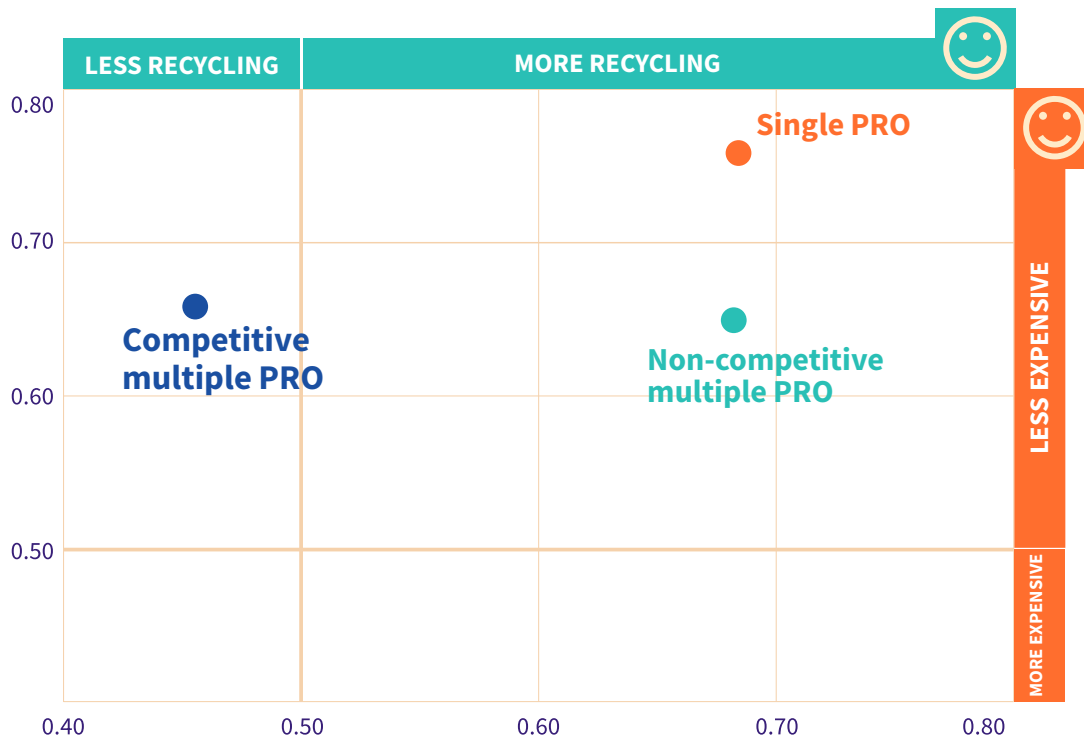 LESS RECYCLING
MORE RECYCLING
0.80
Single PRO
0.70
LESS EXPENSIVE
Competitive
multiple PRO
Non-competitive
multiple PRO
0.60
0.50
MORE EXPENSIVE
0.40
0.50
0.60
0.70
0.80